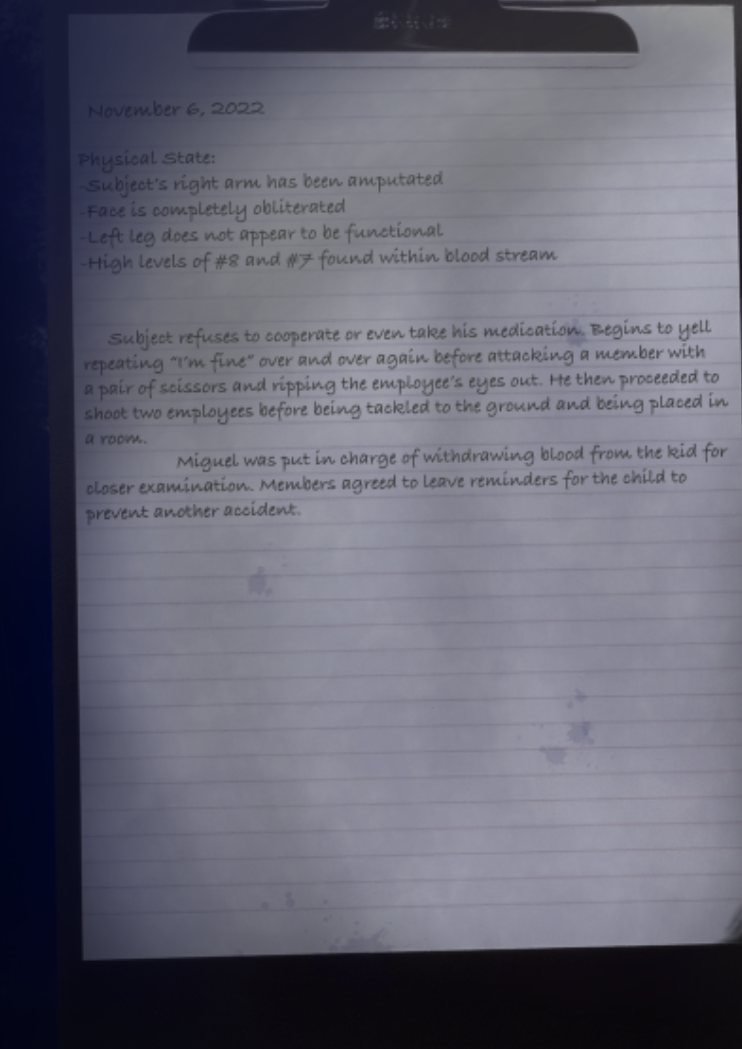 November 6, 2022
Physical State:
-Subject's right arm has been amputated
-Face is completely obliterated
-Left leg does not appear to be functional
-High levels of #8 and #7 found within blood stream
Subject refuses to cooperate or even take his medication. Begins to yell
repeating "I'm fine" over and over again before attacking a member with
a pair of scissors and ripping the employee's eyes out. He then proceeded to
shoot two employees before being tackled to the ground and being placed in
a room.
Miguel was put in charge of withdrawing blood from the kid for
closer examination. Members agreed to leave reminders for the child to
prevent another accident.